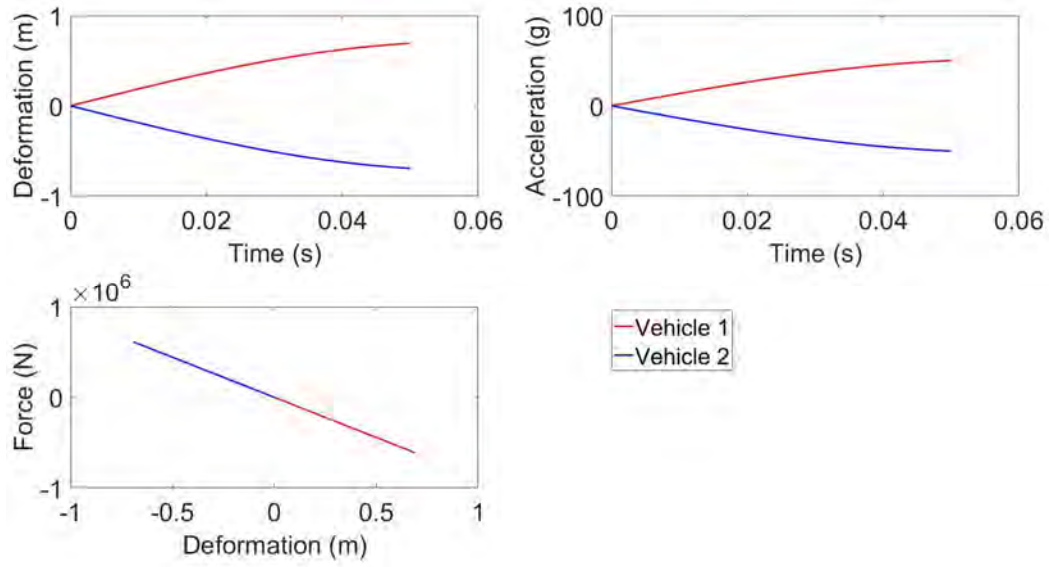 Deformation (m)
1
0
-1
0
0.02
0.04
0.06
Time (s)
Acceleration (g)
100
0
-100
0
0.02
0.04
0.06
Time (s)
×10⁶
Force (N)
1
0
-1
-1
-0.5
0
0.5
1
Deformation (m)
Vehicle 1
Vehicle 2